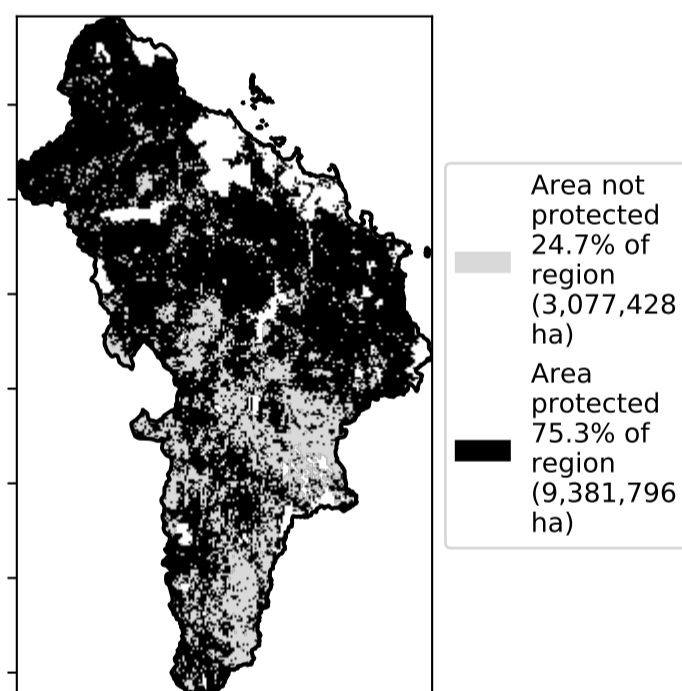 Area not
protected
24.7% of
region
(3,077,428
ha)
Area
protected
75.3% of
region
(9,381,796
ha)